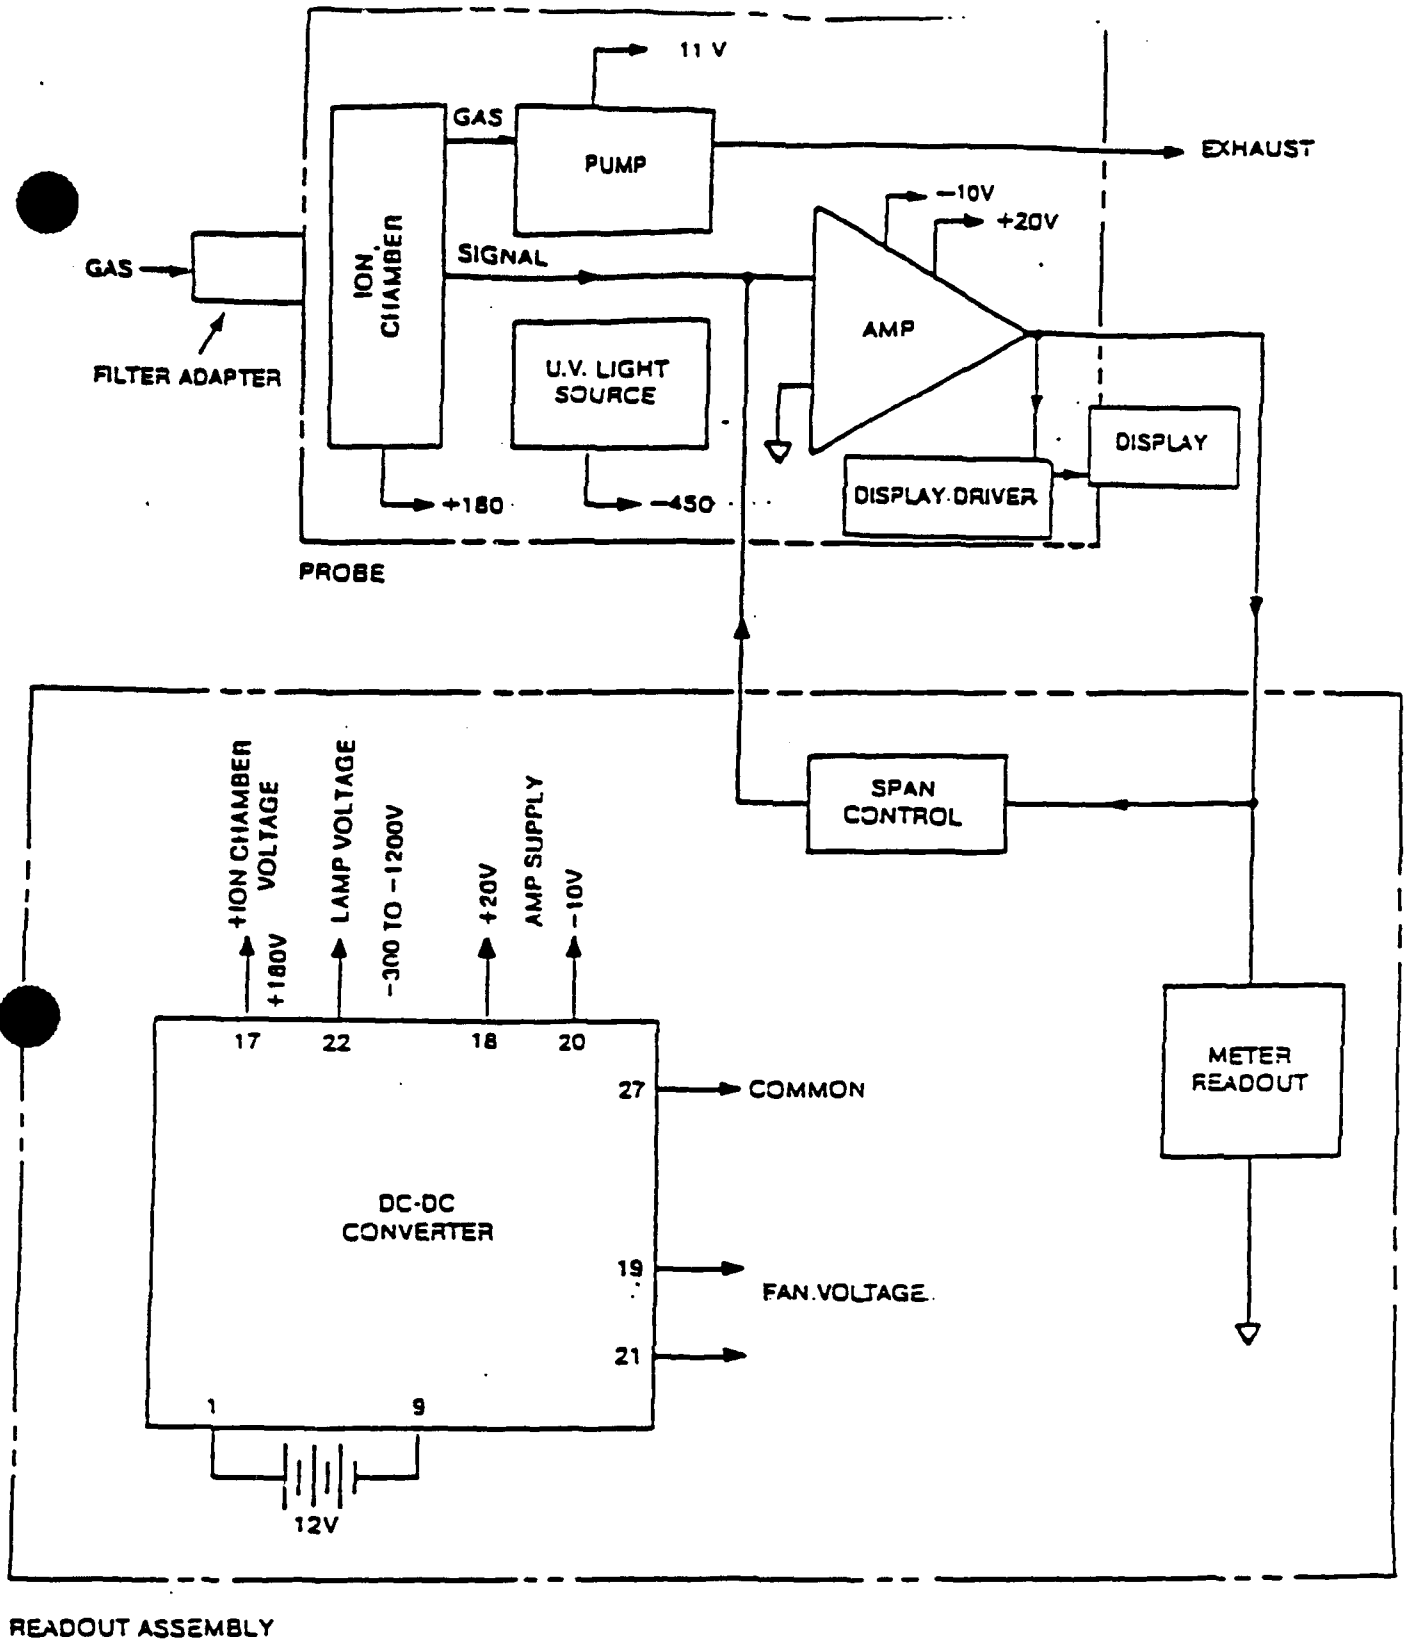 11 V
GAS
PUMP
EXHAUST
-10V
+20V
ION.
CHAMBER
SIGNAL
GAS
AMP
U.V. LIGHT
SOURCE
FILTER ADAPTER
DISPLAY
DISPLAY DRIVER
+180
-450
PROBE
SPAN
CONTROL
+ION CHAMBER
VOLTAGE
+180V
LAMP VOLTAGE
-300 TO -1200V
+20V
AMP SUPPLY
-10V
17
22
18
20
27
COMMON
METER
READOUT
DC-DC
CONVERTER
19
FAN.VOLTAGE.
21
1
9
12V
READOUT ASSEMBLY